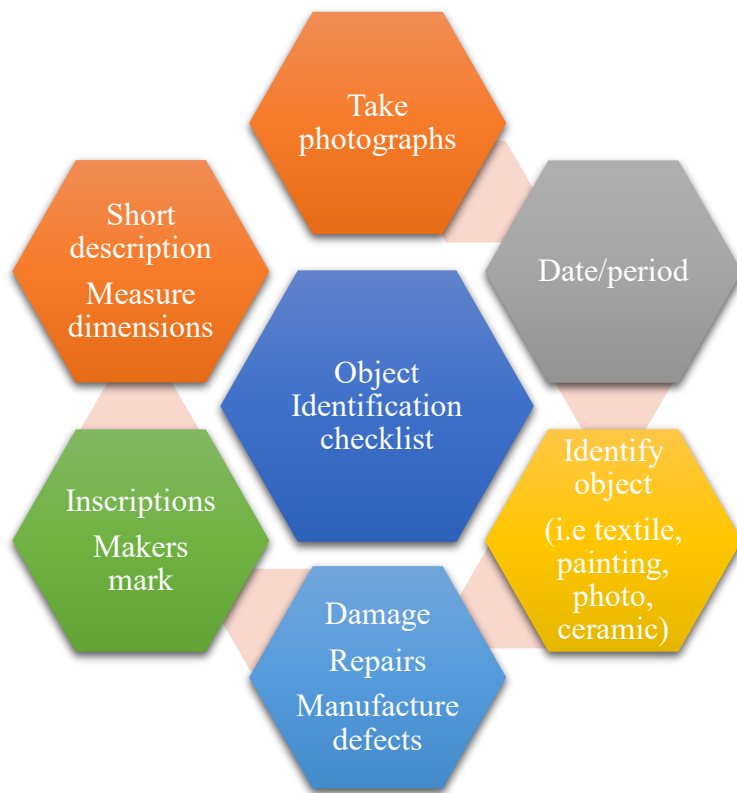 Take
photographs
Date/period
Identify
object
(i.e textile,
painting,
photo,
ceramic)
Damage
Repairs
Manufacture
defects
Inscriptions
Makers
mark
Short
description
Measure
dimensions
Object
Identification
checklist